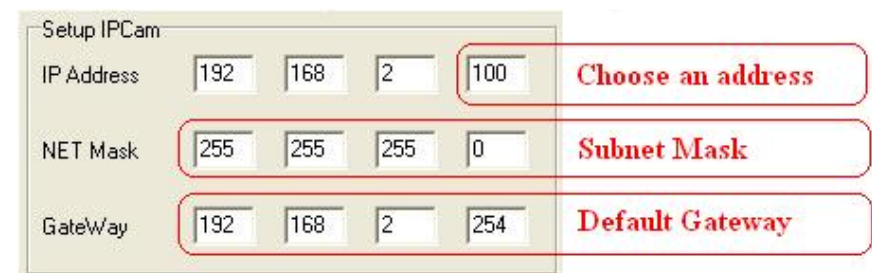 Setup IPCam
IP Address 192 168 2 100 Choose an address
NET Mask 255 255 255 0 Subnet Mask
GateWay 192 168 2 254 Default Gateway